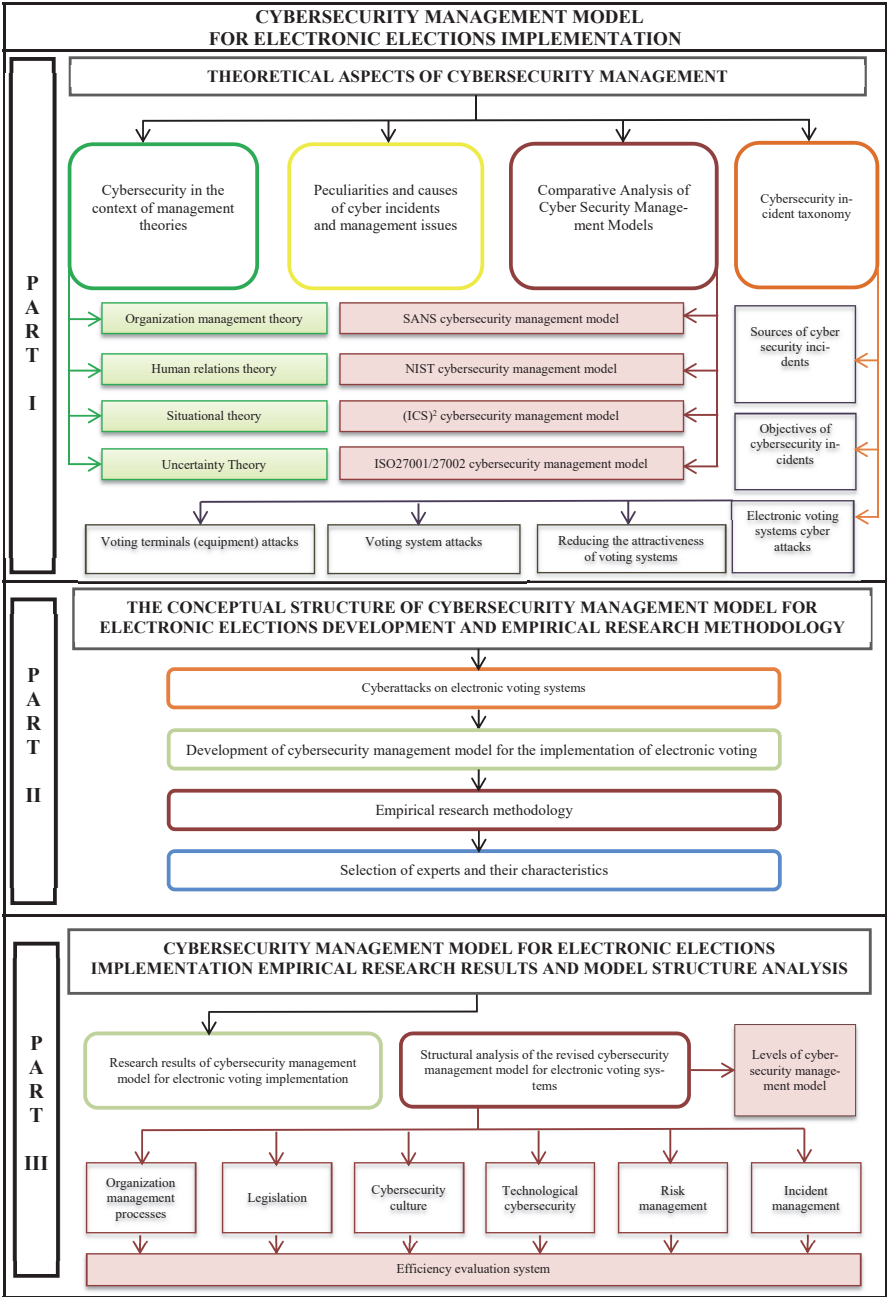 CYBERSECURITY MANAGEMENT MODEL
FOR ELECTRONIC ELECTIONS IMPLEMENTATION
P
A
R
T
I
THEORETICAL ASPECTS OF CYBERSECURITY MANAGEMENT
Cybersecurity in the
context of management
theories
Peculiarities and causes
of cyber incidents
and management issues
Comparative Analysis of
Cyber Security Manage-
ment Models
Cybersecurity in-
cident taxonomy
Organization management theory
Human relations theory
Situational theory
Uncertainty Theory
SANS cybersecurity management model
NIST cybersecurity management model
(ICS)² cybersecurity management model
ISO27001/27002 cybersecurity management model
Sources of cyber
security inci-
dents
Objectives of
cybersecurity in-
cidents
Electronic voting
systems cyber
attacks
Voting terminals (equipment) attacks
Voting system attacks
Reducing the attractiveness
of voting systems
P
A
R
T
II
THE CONCEPTUAL STRUCTURE OF CYBERSECURITY MANAGEMENT MODEL FOR
ELECTRONIC ELECTIONS DEVELOPMENT AND EMPIRICAL RESEARCH METHODOLOGY
Cyberattacks on electronic voting systems
Development of cybersecurity management model for the implementation of electronic voting
Empirical research methodology
Selection of experts and their characteristics
P
A
R
T
III
CYBERSECURITY MANAGEMENT MODEL FOR ELECTRONIC ELECTIONS
IMPLEMENTATION EMPIRICAL RESEARCH RESULTS AND MODEL STRUCTURE ANALYSIS
Research results of cybersecurity management
model for electronic voting implementation
Structural analysis of the revised cybersecurity
management model for electronic voting sys-
tems
Levels of cyber-
security manage-
ment model
Organization
management
processes
Legislation
Cybersecurity
culture
Technological
cybersecurity
Risk
management
Incident
management
Efficiency evaluation system